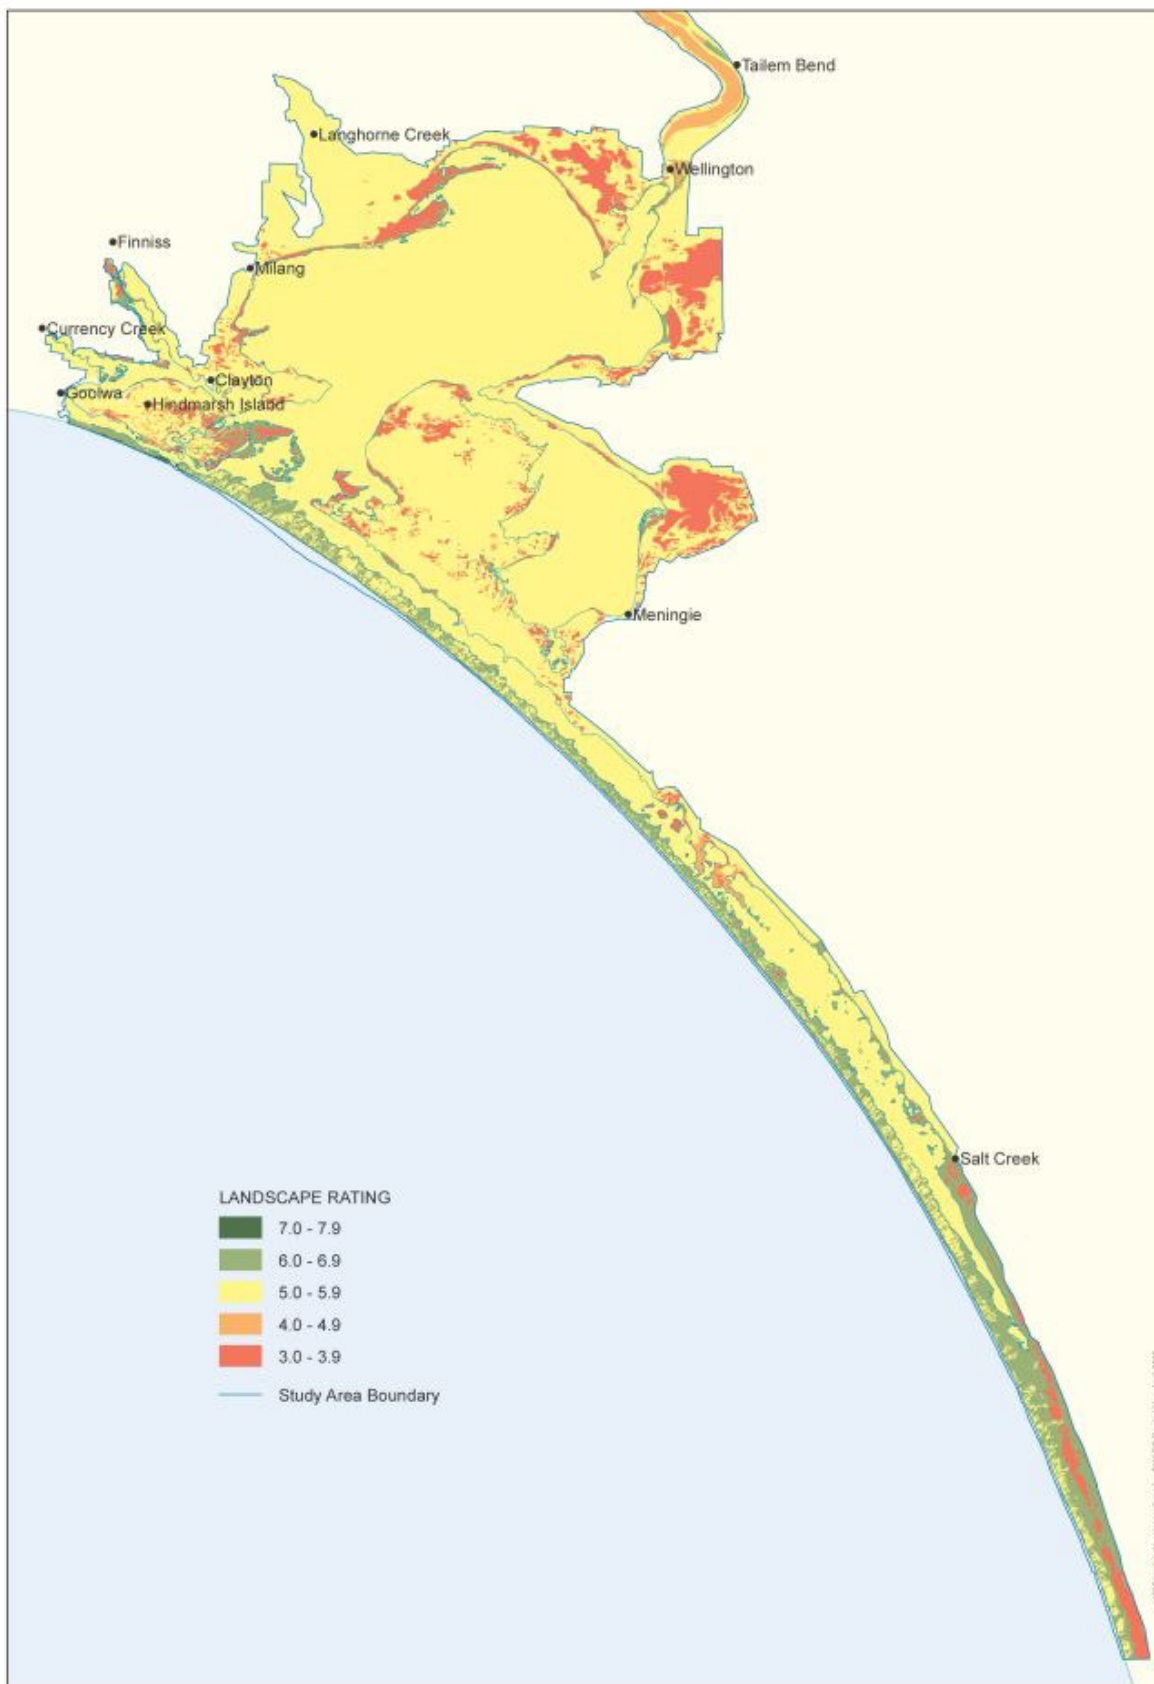 Tailem Bend
Langhorne Creek
Wellington
Finniss
Milang
Currency Creek
Clayton
Goolwa
Hindmarsh Island
Meningie
Salt Creek
LANDSCAPE RATING
7.0 - 7.9
6.0 - 6.9
5.0 - 5.9
4.0 - 4.9
3.0 - 3.9
Study Area Boundary